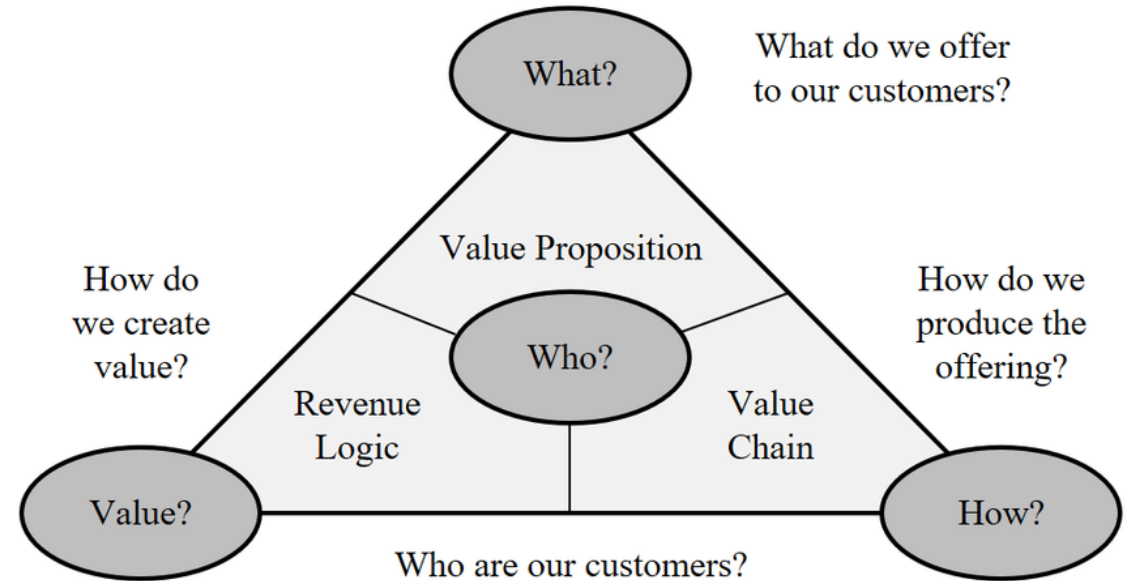 What?
What do we offer
to our customers?
Value Proposition
How do
we create
value?
How do we
produce the
offering?
Who?
Revenue
Logic
Value
Chain
Value?
How?
Who are our customers?